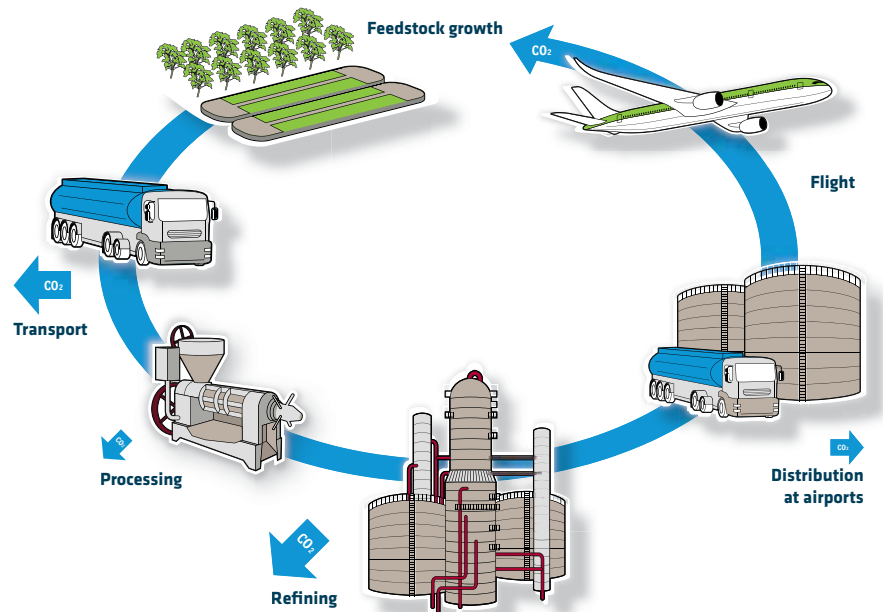 Feedstock growth
CO₂
Flight
CO₂
Transport
CO₂
Processing
CO₂
Distribution
at airports
CO₂
Refining